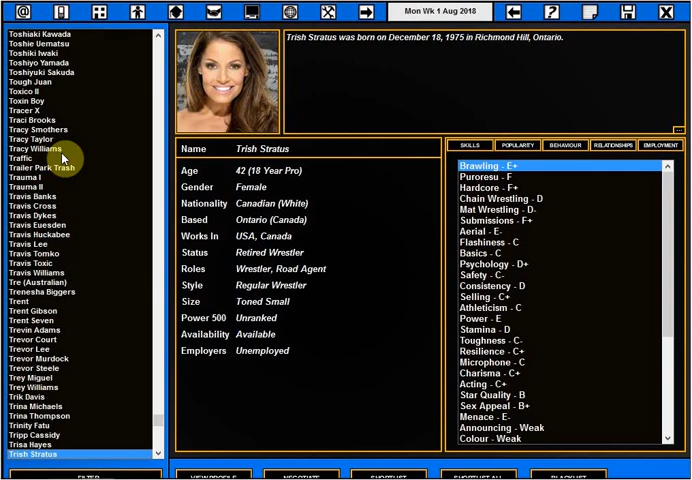 Mon Wk 1 Aug 2018
Toshiaki Kawada
Toshie Uematsu
Toshiki Iwaki
Toshiyo Yamada
Toshiyuki Sakuda
Tough Juan
Toxico II
Toxin Boy
Tracer X
Traci Brooks
Tracy Smothers
Tracy Taylor
Tracy Williams
Traffic
Trailer Park Trash
Trauma I
Trauma II
Travis Banks
Travis Cross
Travis Dykes
Travis Euesden
Travis Huckabee
Travis Lee
Travis Tomko
Travis Toxic
Travis Williams
Tre (Australian)
Trenesha Biggers
Trent
Trent Gibson
Trent Seven
Trevin Adams
Trevor Court
Trevor Lee
Trevor Murdoch
Trevor Steele
Trey Miguel
Trey Williams
Trik Davis
Trina Michaels
Trina Thompson
Trinity Fatu
Tripp Cassidy
Trisa Hayes
Trish Stratus
FILTER
Trish Stratus was born on December 18, 1975 in Richmond Hill, Ontario.
...
Name Trish Stratus
Age 42 (18 Year Pro)
Gender Female
Nationality Canadian (White)
Based Ontario (Canada)
Works In USA, Canada
Status Retired Wrestler
Roles Wrestler, Road Agent
Style Regular Wrestler
Size Toned Small
Power 500 Unranked
Availability Available
Employers Unemployed
SKILLS POPULARITY BEHAVIOUR RELATIONSHIPS EMPLOYMENT
Brawling - E+
Puroresu - F
Hardcore - F+
Chain Wrestling - D
Mat Wrestling - D-
Submissions - F+
Aerial - E-
Flashiness - C
Basics - C
Psychology - D+
Safety - C-
Consistency - D
Selling - C+
Athleticism - C
Power - E
Stamina - D
Toughness - C-
Resilience - C+
Microphone - C
Charisma - C+
Acting - C+
Star Quality - B
Sex Appeal - B+
Menace - E-
Announcing - Weak
Colour - Weak
VIEW PROFILE NEGOTIATE SHORTLIST SHORTLIST ALL BLACKLIST